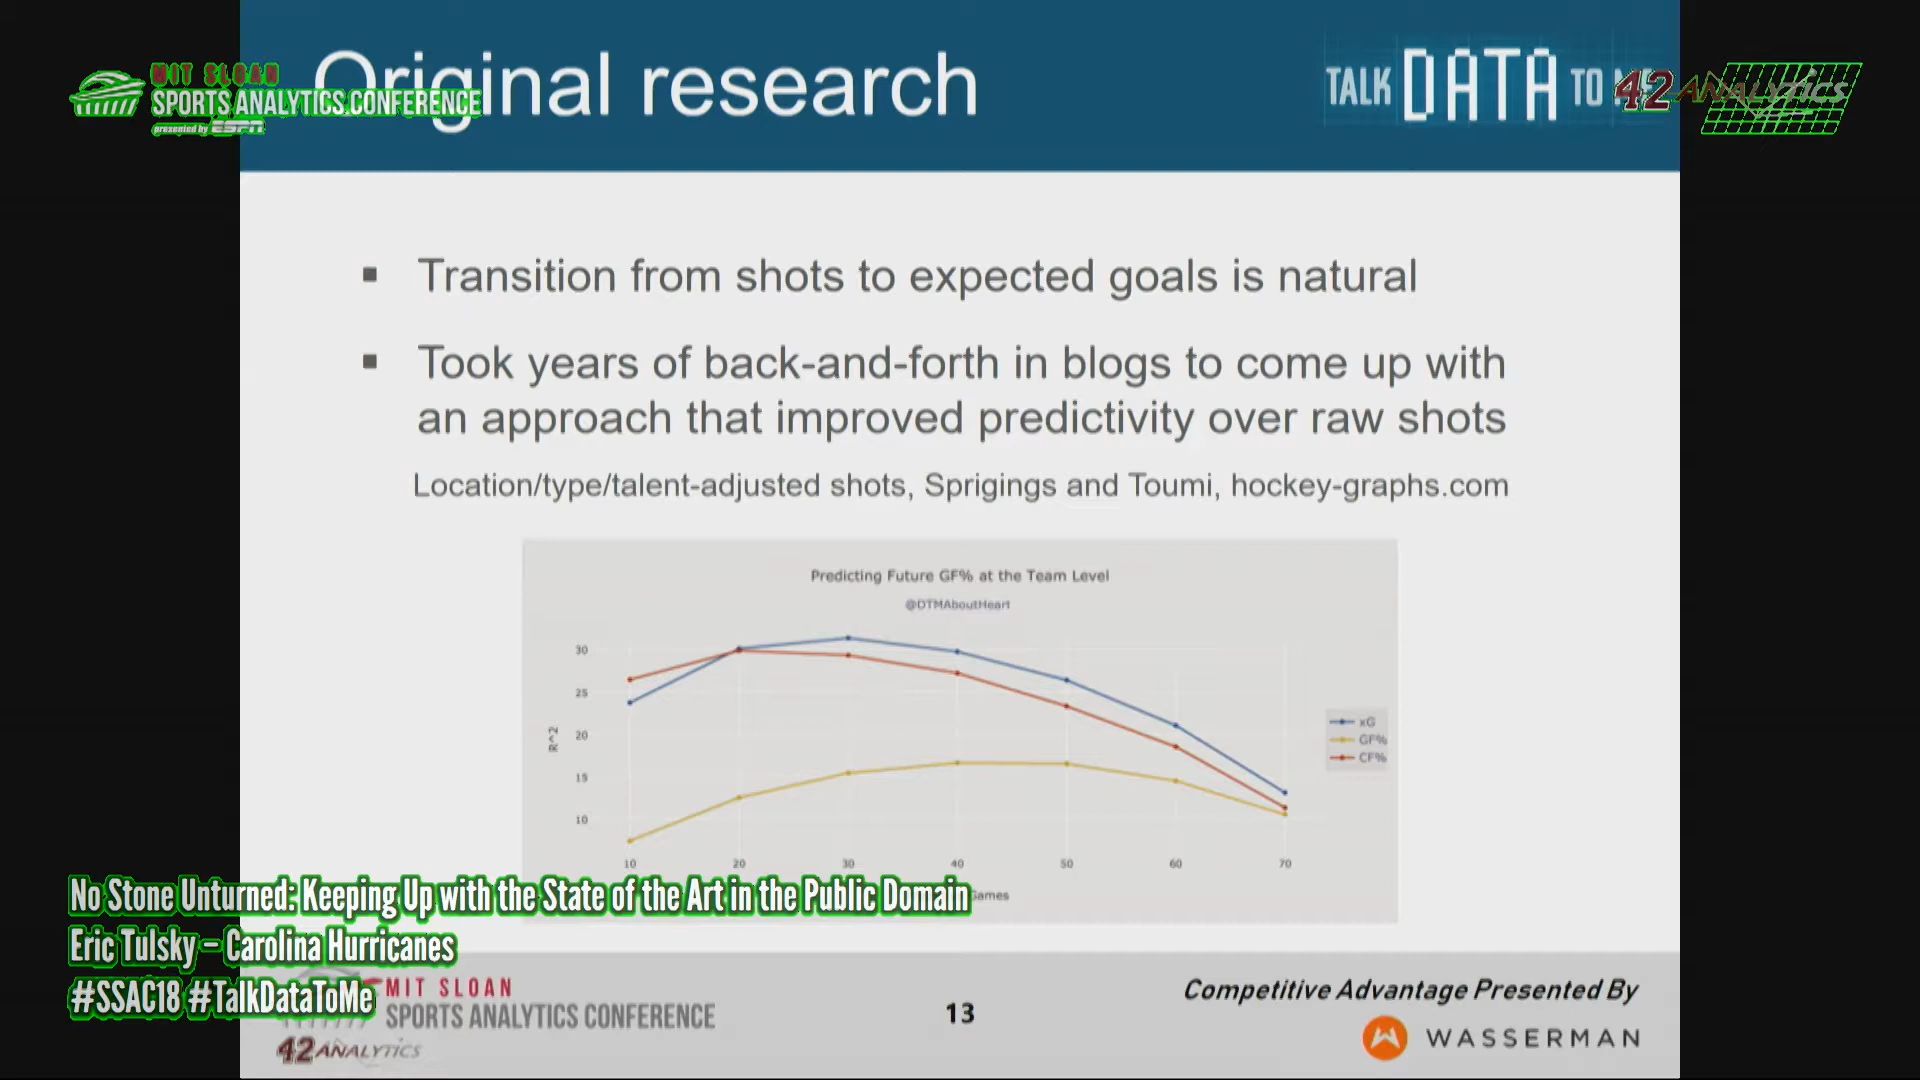 MIT SLOAN
SPORTS ANALYTICS CONFERENCE
presented by ESPN
Original research
TALK DATA TO ME
42 ANALYTICS
▪ Transition from shots to expected goals is natural
▪ Took years of back-and-forth in blogs to come up with
an approach that improved predictivity over raw shots
Location/type/talent-adjusted shots, Sprigings and Toumi, hockey-graphs.com
Predicting Future GF% at the Team Level
@DTMAboutHeart
30
25
20
15
10
R^2
10 20 30 40 50 60 70
Games
xG
GF%
CF%
No Stone Unturned: Keeping Up with the State of the Art in the Public Domain
Eric Tulsky – Carolina Hurricanes
#SSAC18 #TalkDataToMe
MIT SLOAN
SPORTS ANALYTICS CONFERENCE
42 ANALYTICS
13
Competitive Advantage Presented By
WASSERMAN